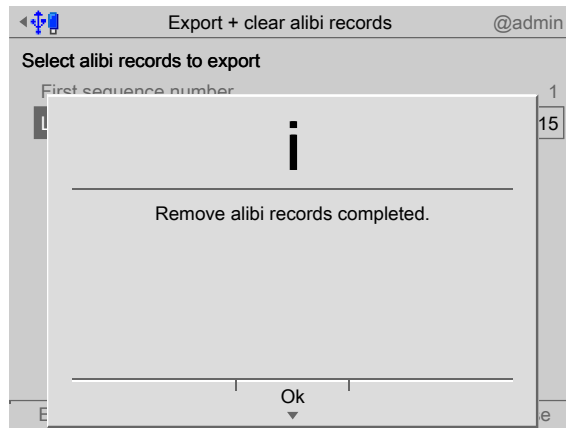 Export + clear alibi records @admin
Select alibi records to export
First sequence number 1
15
Remove alibi records completed.
Ok